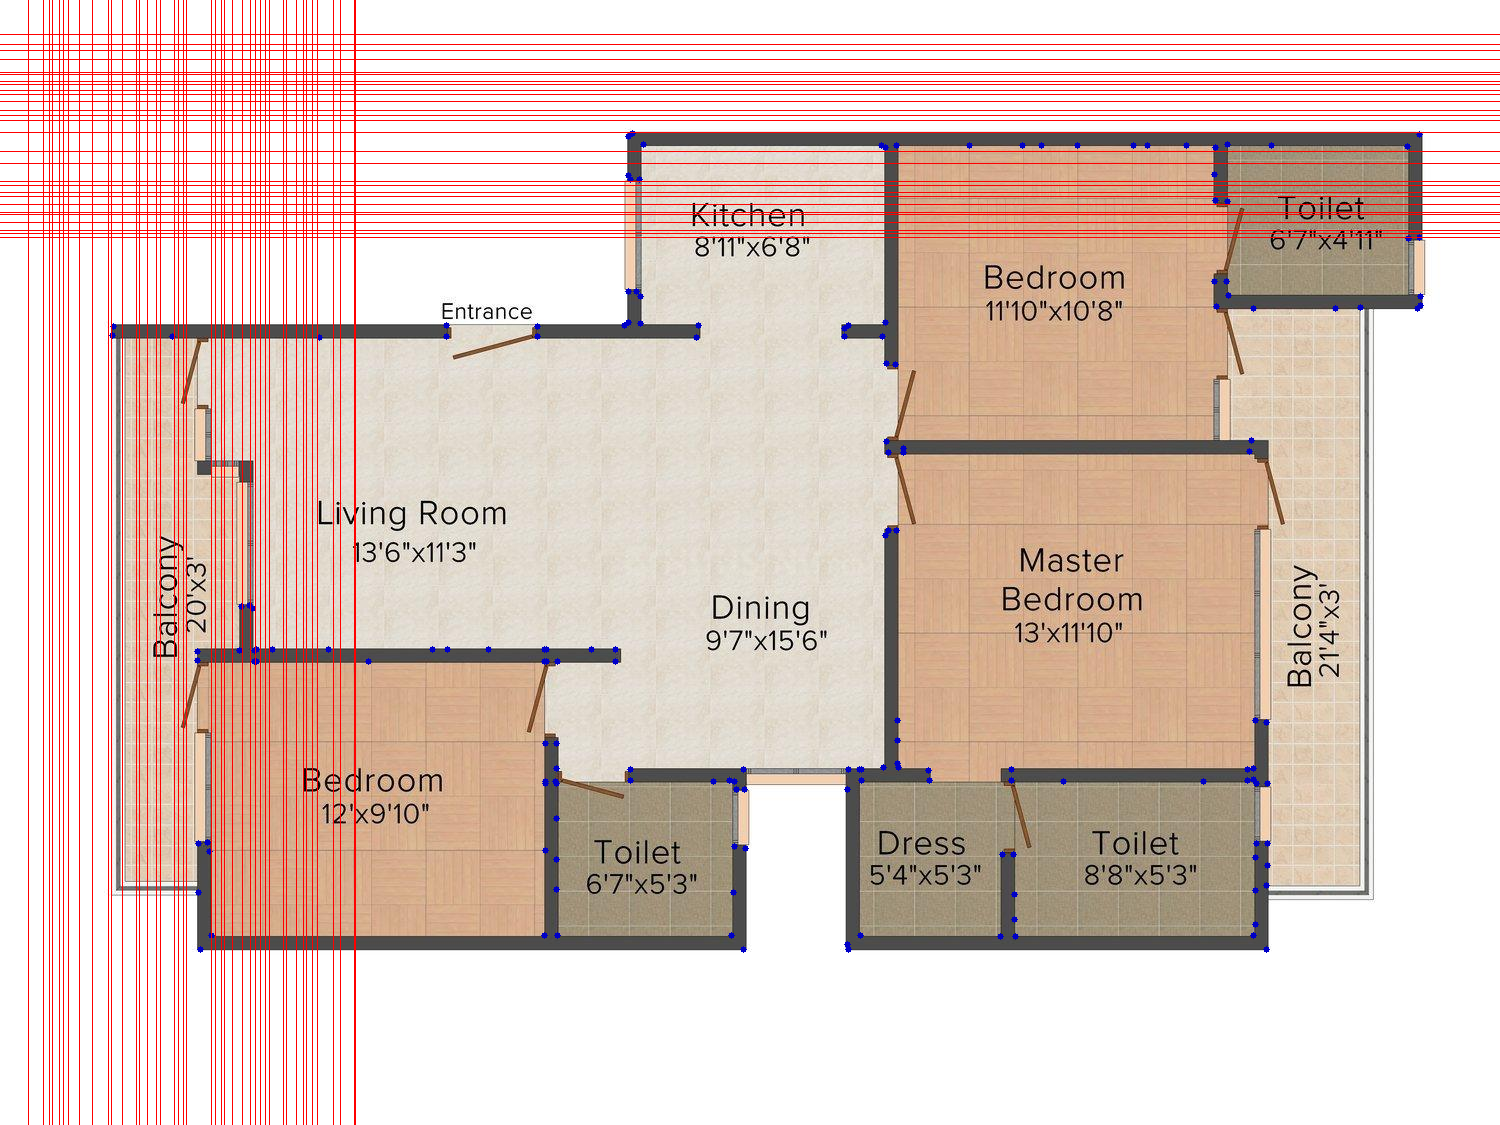 Kitchen
8'11"x6'8"
Toilet
6'7"x4'11"
Bedroom
11'10"x10'8"
Entrance
Living Room
13'6"x11'3"
Balcony
20'x3'
Dining
9'7"x15'6"
Master
Bedroom
13'x11'10"
Balcony
21'4"x3'
Bedroom
12'x9'10"
Toilet
6'7"x5'3"
Dress
5'4"x5'3"
Toilet
8'8"x5'3"